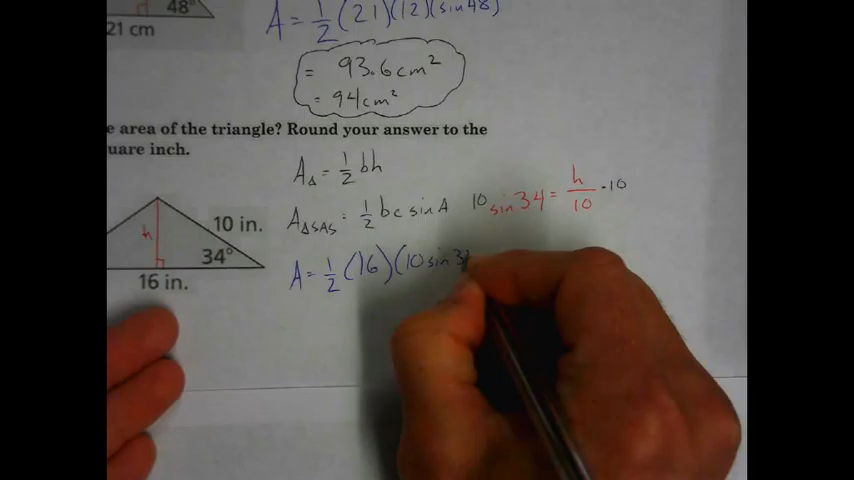 48°
21 cm
A = 1/2 (21)(12)(sin 48)
= 93.6 cm²
= 94 cm²
e area of the triangle? Round your answer to the
uare inch.
A△ = 1/2 bh
A△SAS = 1/2 bc sin A
10 sin 34 = h/10 · 10
h
10 in.
34°
16 in.
A = 1/2 (16)(10 sin 3